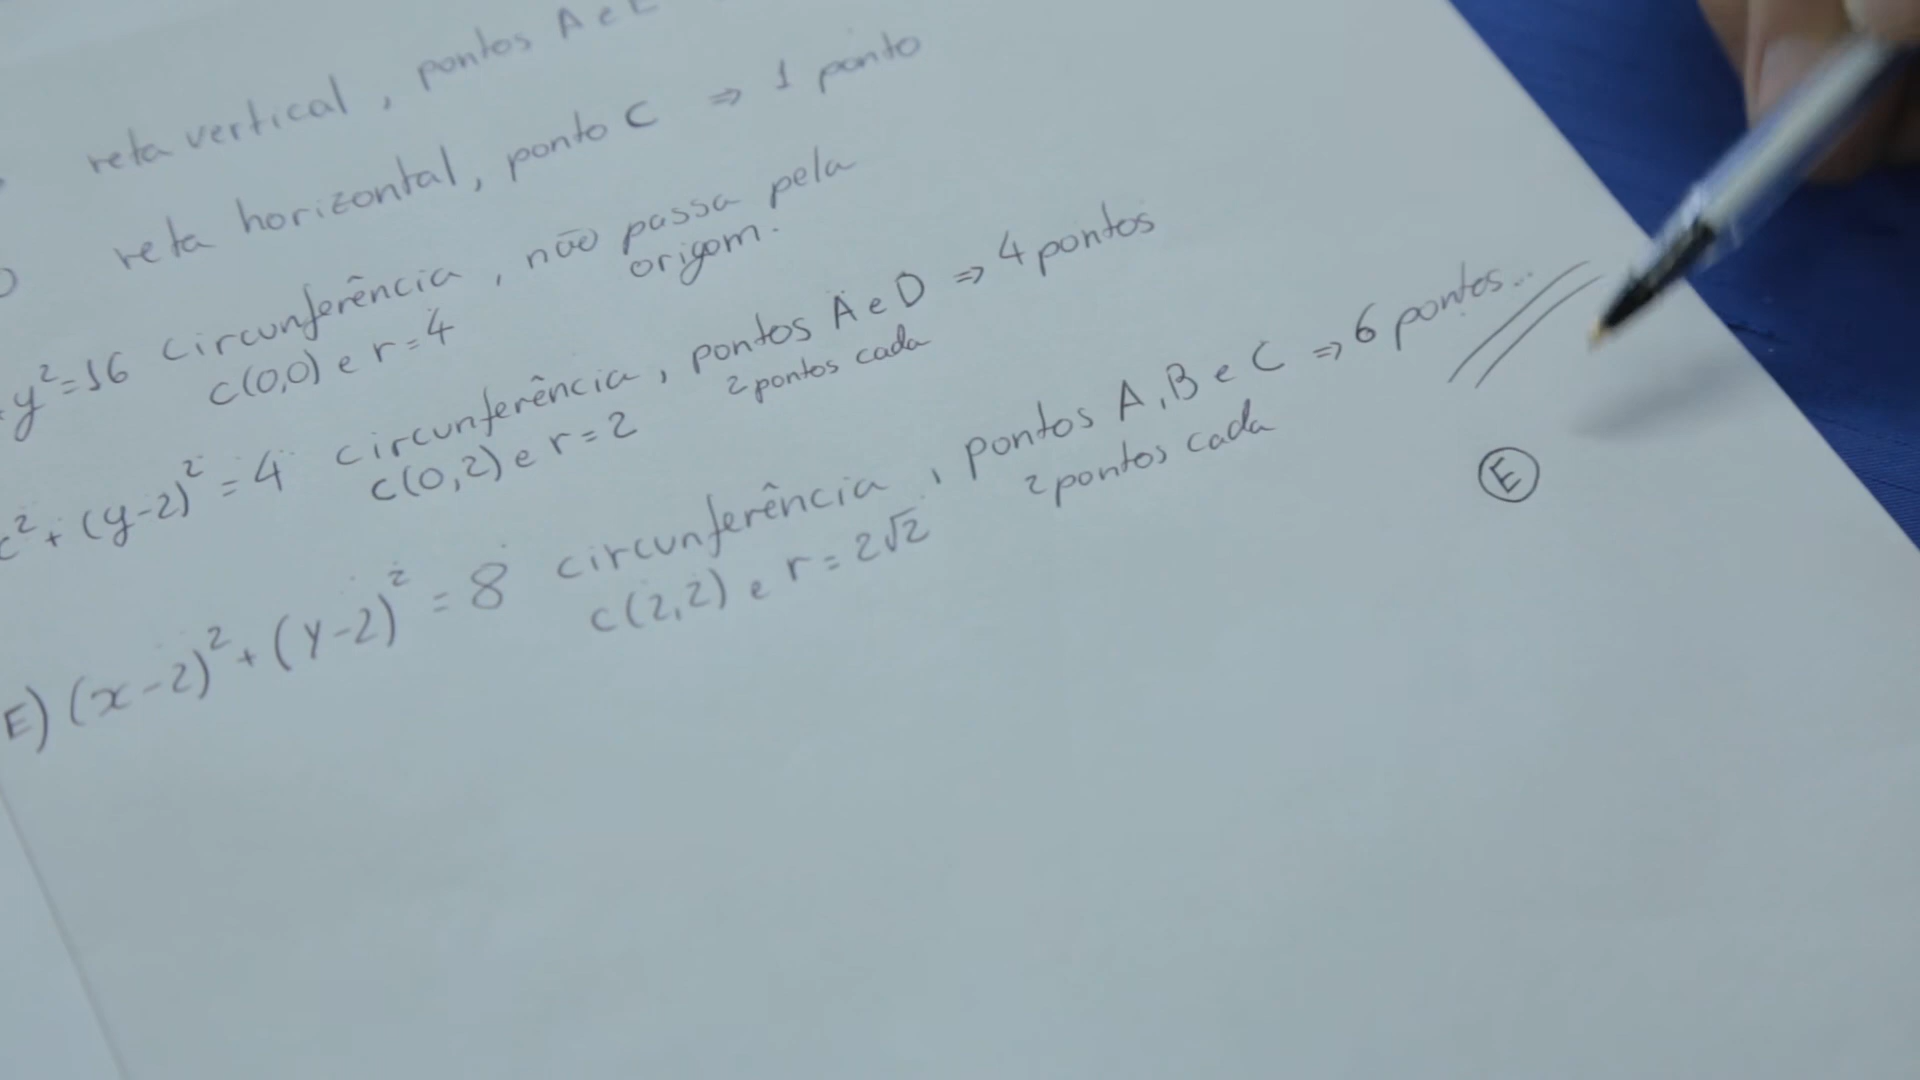 reta vertical, pontos A e
reta horizontal, ponto C ⇒ 1 ponto
y²=16 circunferência, não passa pela
origem.
c(0,0) e r=4
² + (y-2)² = 4 circunferência, pontos A e D ⇒ 4 pontos
c(0,2) e r=2 2 pontos cada
E) (x-2)² + (y-2)² = 8 circunferência, pontos A, B e C ⇒ 6 pontos...
c(2,2) e r=2√2 2 pontos cada
E